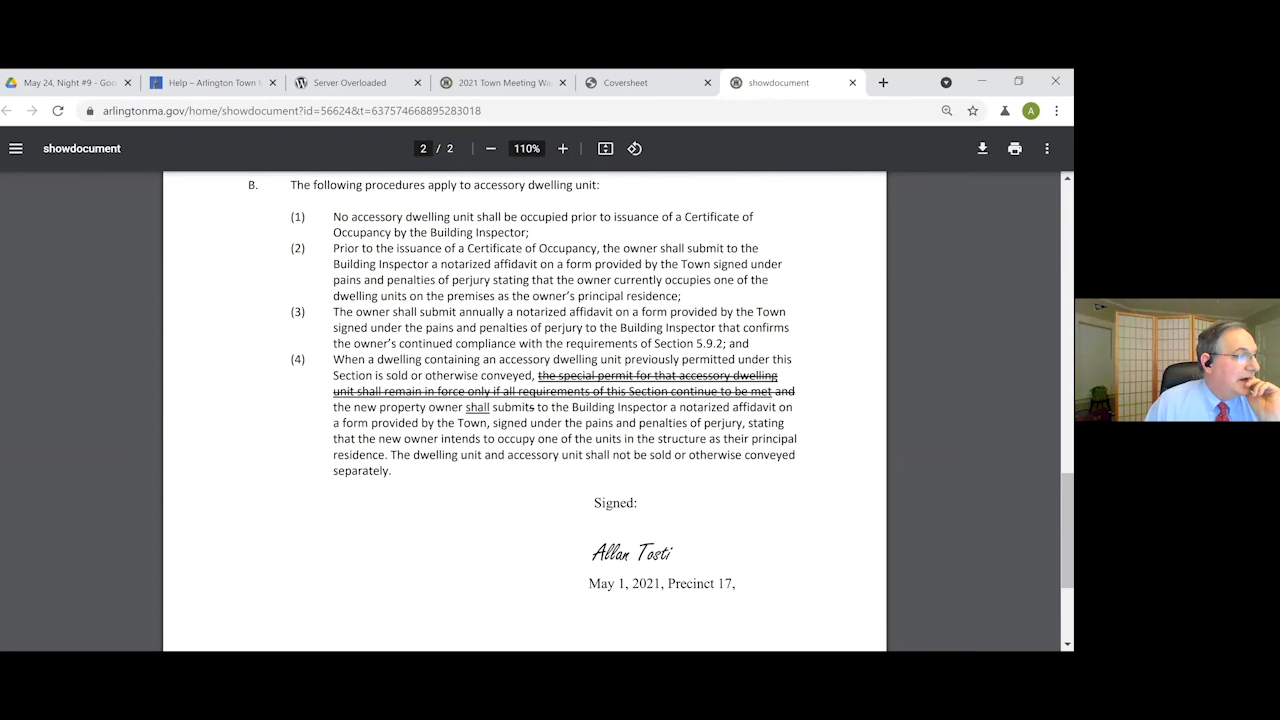 May 24, Night #9 - Goo
Help – Arlington Town
Server Overloaded
2021 Town Meeting Wa
Coversheet
showdocument
arlingtonma.gov/home/showdocument?id=56624&t=637574668895283018
A
showdocument
2 / 2
110%
B. The following procedures apply to accessory dwelling unit:
(1) No accessory dwelling unit shall be occupied prior to issuance of a Certificate of
Occupancy by the Building Inspector;
(2) Prior to the issuance of a Certificate of Occupancy, the owner shall submit to the
Building Inspector a notarized affidavit on a form provided by the Town signed under
pains and penalties of perjury stating that the owner currently occupies one of the
dwelling units on the premises as the owner's principal residence;
(3) The owner shall submit annually a notarized affidavit on a form provided by the Town
signed under the pains and penalties of perjury to the Building Inspector that confirms
the owner's continued compliance with the requirements of Section 5.9.2; and
(4) When a dwelling containing an accessory dwelling unit previously permitted under this
Section is sold or otherwise conveyed, the special permit for that accessory dwelling
unit shall remain in force only if all requirements of this Section continue to be met and
the new property owner shall submits to the Building Inspector a notarized affidavit on
a form provided by the Town, signed under the pains and penalties of perjury, stating
that the new owner intends to occupy one of the units in the structure as their principal
residence. The dwelling unit and accessory unit shall not be sold or otherwise conveyed
separately.
Signed:
Allan Tosti
May 1, 2021, Precinct 17,